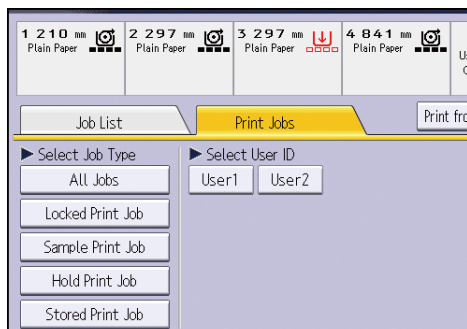 1 210 mm 2 297 mm 3 297 mm 4 841 mm
Plain Paper Plain Paper Plain Paper Plain Paper
Job List Print Jobs
▶ Select Job Type ▶ Select User ID
All Jobs User1 User2
Locked Print Job
Sample Print Job
Hold Print Job
Stored Print Job